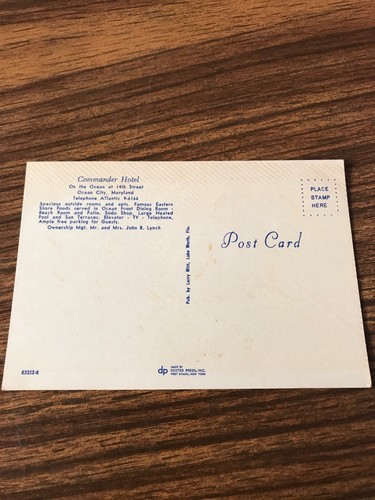 Commander Hotel
On the Ocean at 14th Street
Ocean City, Maryland
Telephone Atlantic 9-6166
Spacious outside rooms and apts. Famous Eastern
Shore Foods served in Ocean Front Dining Room -
Beach Room and Patio, Soda Shop, Large Heated
Pool and Sun Terraces. Elevator - TV - Telephone,
Ample free parking for Guests.
Ownership Mgt. Mr. and Mrs. John B. Lynch
PLACE
STAMP
HERE
Post Card
Pub. by Larry Witt, Lake Worth, Fla.
83252-B
dp
MADE BY
DEXTER PRESS, INC.
WEST NYACK, NEW YORK